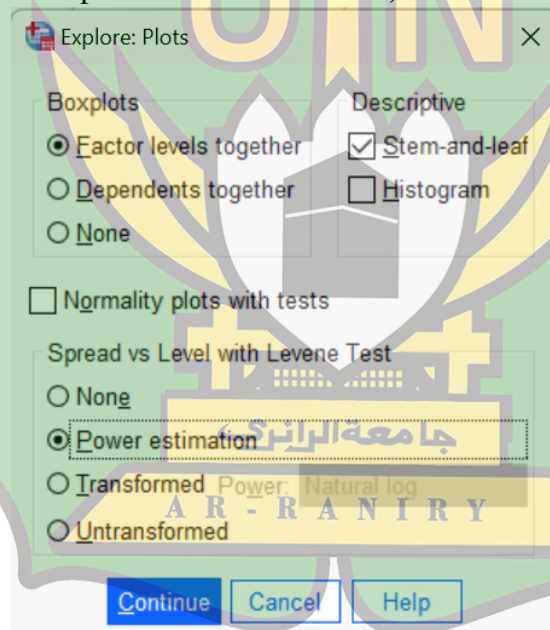 UIN
Explore: Plots
Boxplots
Factor levels together
Dependents together
None
Descriptive
Stem-and-leaf
Histogram
Normality plots with tests
Spread vs Level with Levene Test
None
Power estimation
جامعة الرانري
Transformed Power: Natural log
AR-RANIRY
Untransformed
Continue Cancel Help